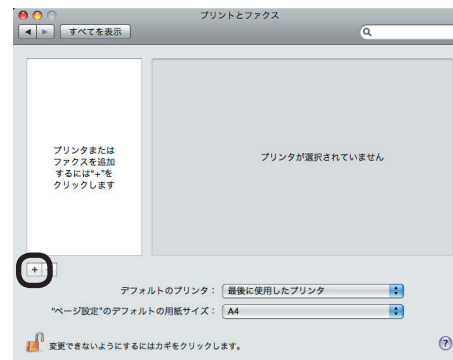 プリントとファクス
すべてを表示
プリンタまたは
ファクスを追加
するには"+"を
クリックします
プリンタが選択されていません
+
デフォルトのプリンタ： 最後に使用したプリンタ
"ページ設定"のデフォルトの用紙サイズ： A4
変更できないようにするにはカギをクリックします。
?